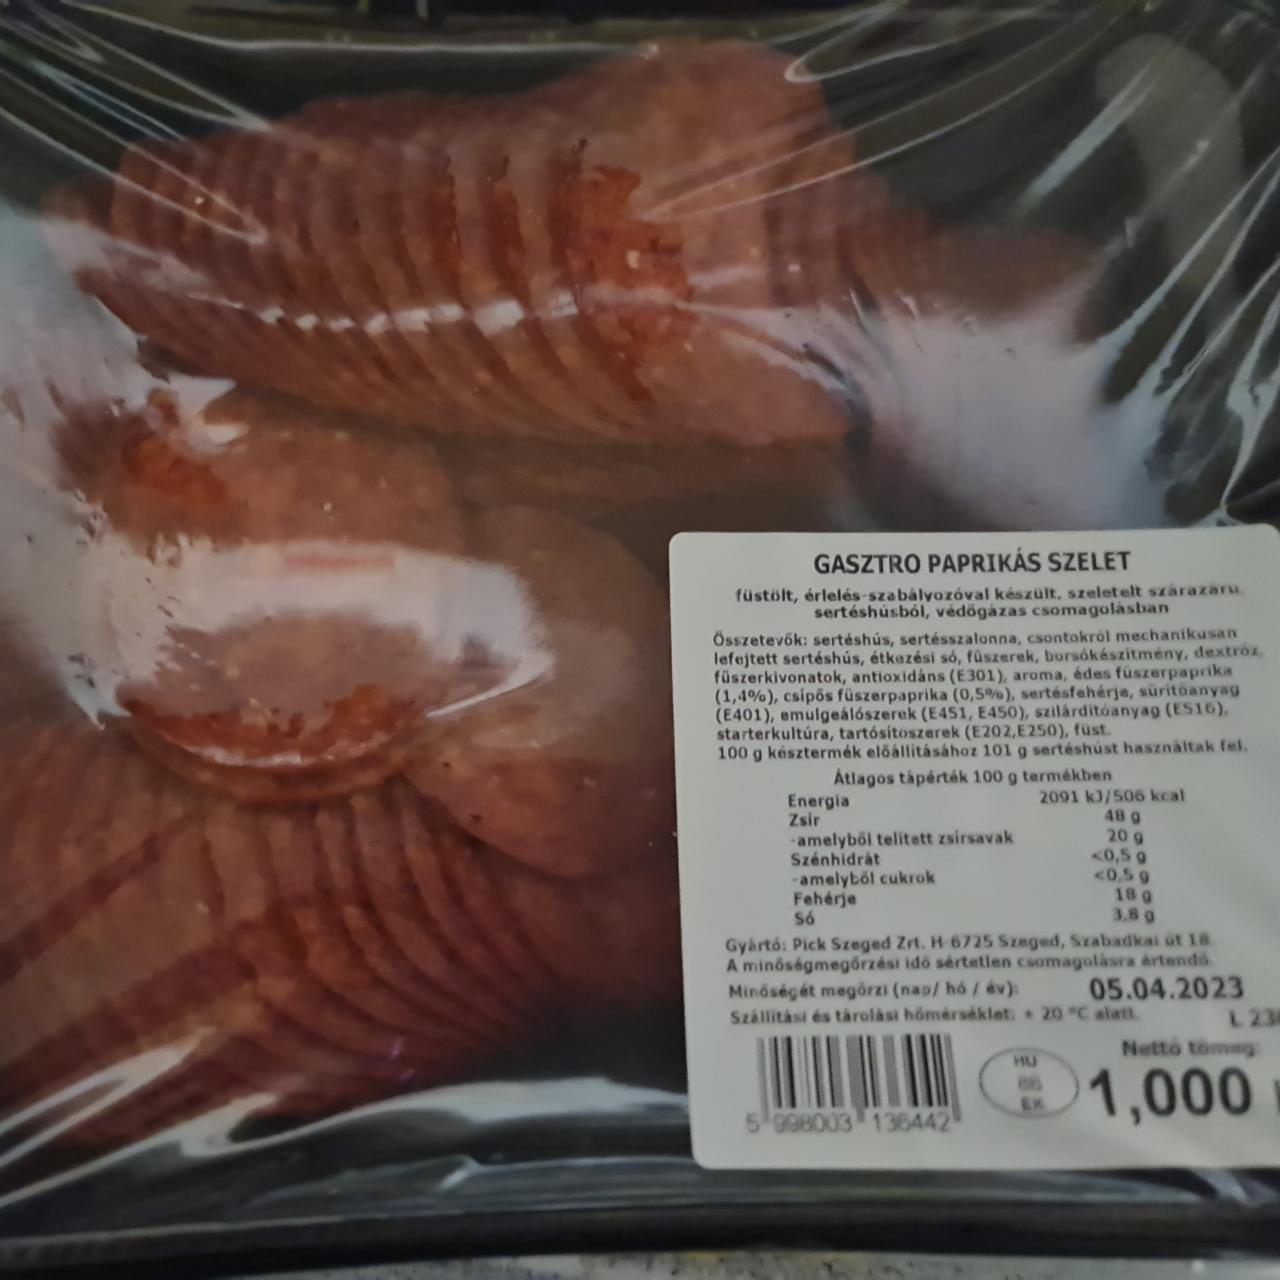 GASZTRO PAPRIKÁS SZELET
füstölt, érlelés-szabályozóval készült, szeletelt szárazáru,
sertéshúsból, védőgázas csomagolásban
Összetevők: sertéshús, sertésszalonna, csontokról mechanikusan
lefejtett sertéshús, étkezési só, fűszerek, borsókészítmény, dextróz,
fűszerkivonatok, antioxidáns (E301), aroma, édes fűszerpaprika
(1,4%), csípős fűszerpaprika (0,5%), sertésfehérje, sűrítőanyag
(E401), emulgeálószerek (E451, E450), szilárdítóanyag (E516),
starterkultúra, tartósítószerek (E202,E250), füst.
100 g késztermék előállításához 101 g sertéshúst használtak fel.
Átlagos tápérték 100 g termékben
Energia 2091 kJ/506 kcal
Zsír 48 g
-amelyből telített zsírsavak 20 g
Szénhidrát <0,5 g
-amelyből cukrok <0,5 g
Fehérje 18 g
Só 3,8 g
Gyártó: Pick Szeged Zrt. H-6725 Szeged, Szabadkai út 18.
A minőségmegőrzési idő sértetlen csomagolásra értendő.
Minőségét megőrzi (nap/ hó / év): 05.04.2023
Szállítási és tárolási hőmérséklet: + 20 °C alatt.
L 23
Nettó tömeg:
HU
66
EK
1,000
5 998003 136442